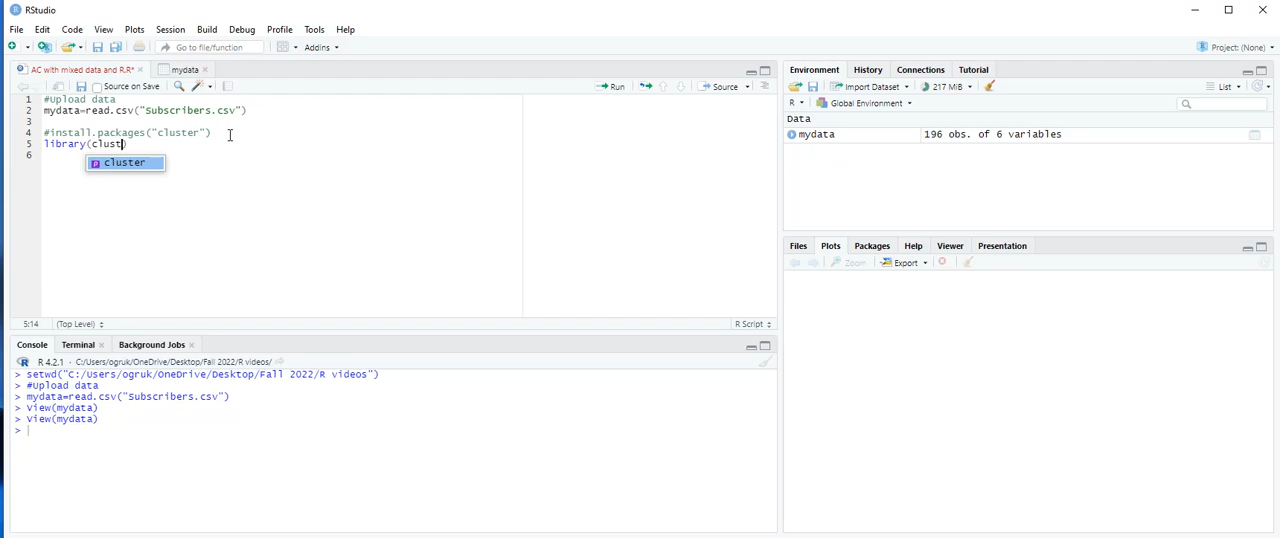 RStudio
File Edit Code View Plots Session Build Debug Profile Tools Help
Go to file/function Addins Project: (None)
AC with mixed data and R.R* mydata
Source on Save Run Source
1 #Upload data
2 mydata=read.csv("Subscribers.csv")
3
4 #install.packages("cluster")
5 library(clust)
6
cluster
5:14 (Top Level) R Script
Console Terminal Background Jobs
R 4.2.1 · C:/Users/ogruk/OneDrive/Desktop/Fall 2022/R videos/
> setwd("C:/Users/ogruk/OneDrive/Desktop/Fall 2022/R videos")
> #Upload data
> mydata=read.csv("Subscribers.csv")
> View(mydata)
> View(mydata)
>
Environment History Connections Tutorial
Import Dataset 217 MiB List
R Global Environment
Data
mydata 196 obs. of 6 variables
Files Plots Packages Help Viewer Presentation
Zoom Export